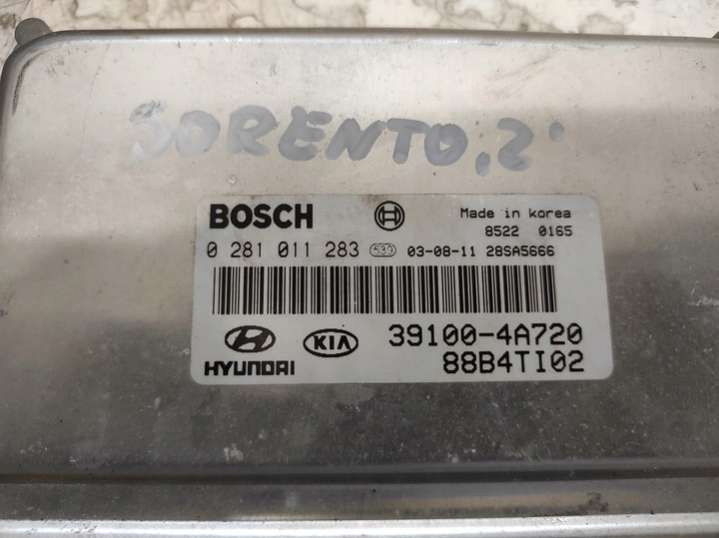 SORENTO, 2'
BOSCH
Made in korea
8522 0165
0 281 011 283 530 03-08-11 28SA5666
HYUNDAI
KIA
39100-4A720
88B4TI02